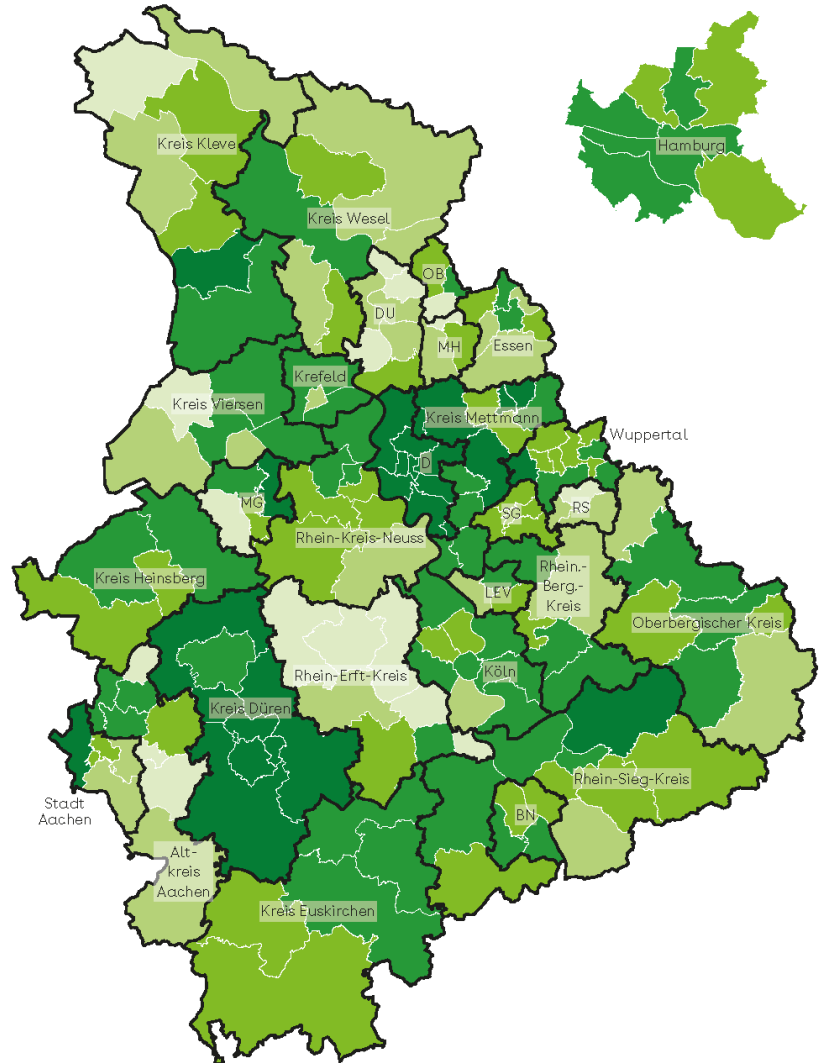 Kreis Kleve
Hamburg
Kreis Wesel
OB
DU
MH
Essen
Krefeld
Kreis Viersen
Kreis Mettmann
Wuppertal
D
MG
SG
RS
Rhein-Kreis-Neuss
Kreis Heinsberg
LEV
Rhein.-
Berg.-
Kreis
Oberbergischer Kreis
Rhein-Erft-Kreis
Köln
Kreis Düren
Rhein-Sieg-Kreis
Stadt
Aachen
BN
Alt-
kreis
Aachen
Kreis Euskirchen